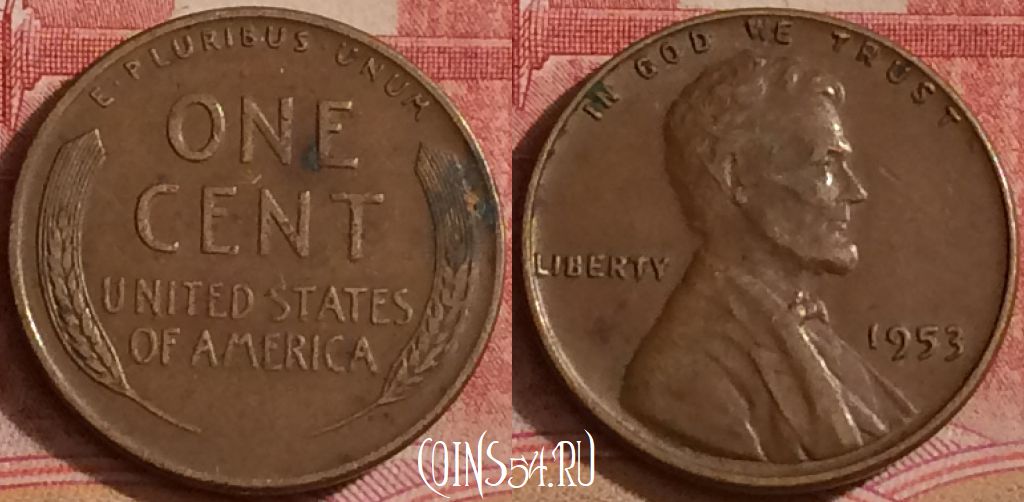 E·PLURIBUS·UNUM
ONE
CENT
UNITED STATES
OF AMERICA
IN GOD WE TRUST
LIBERTY
1953
COINS54.RU